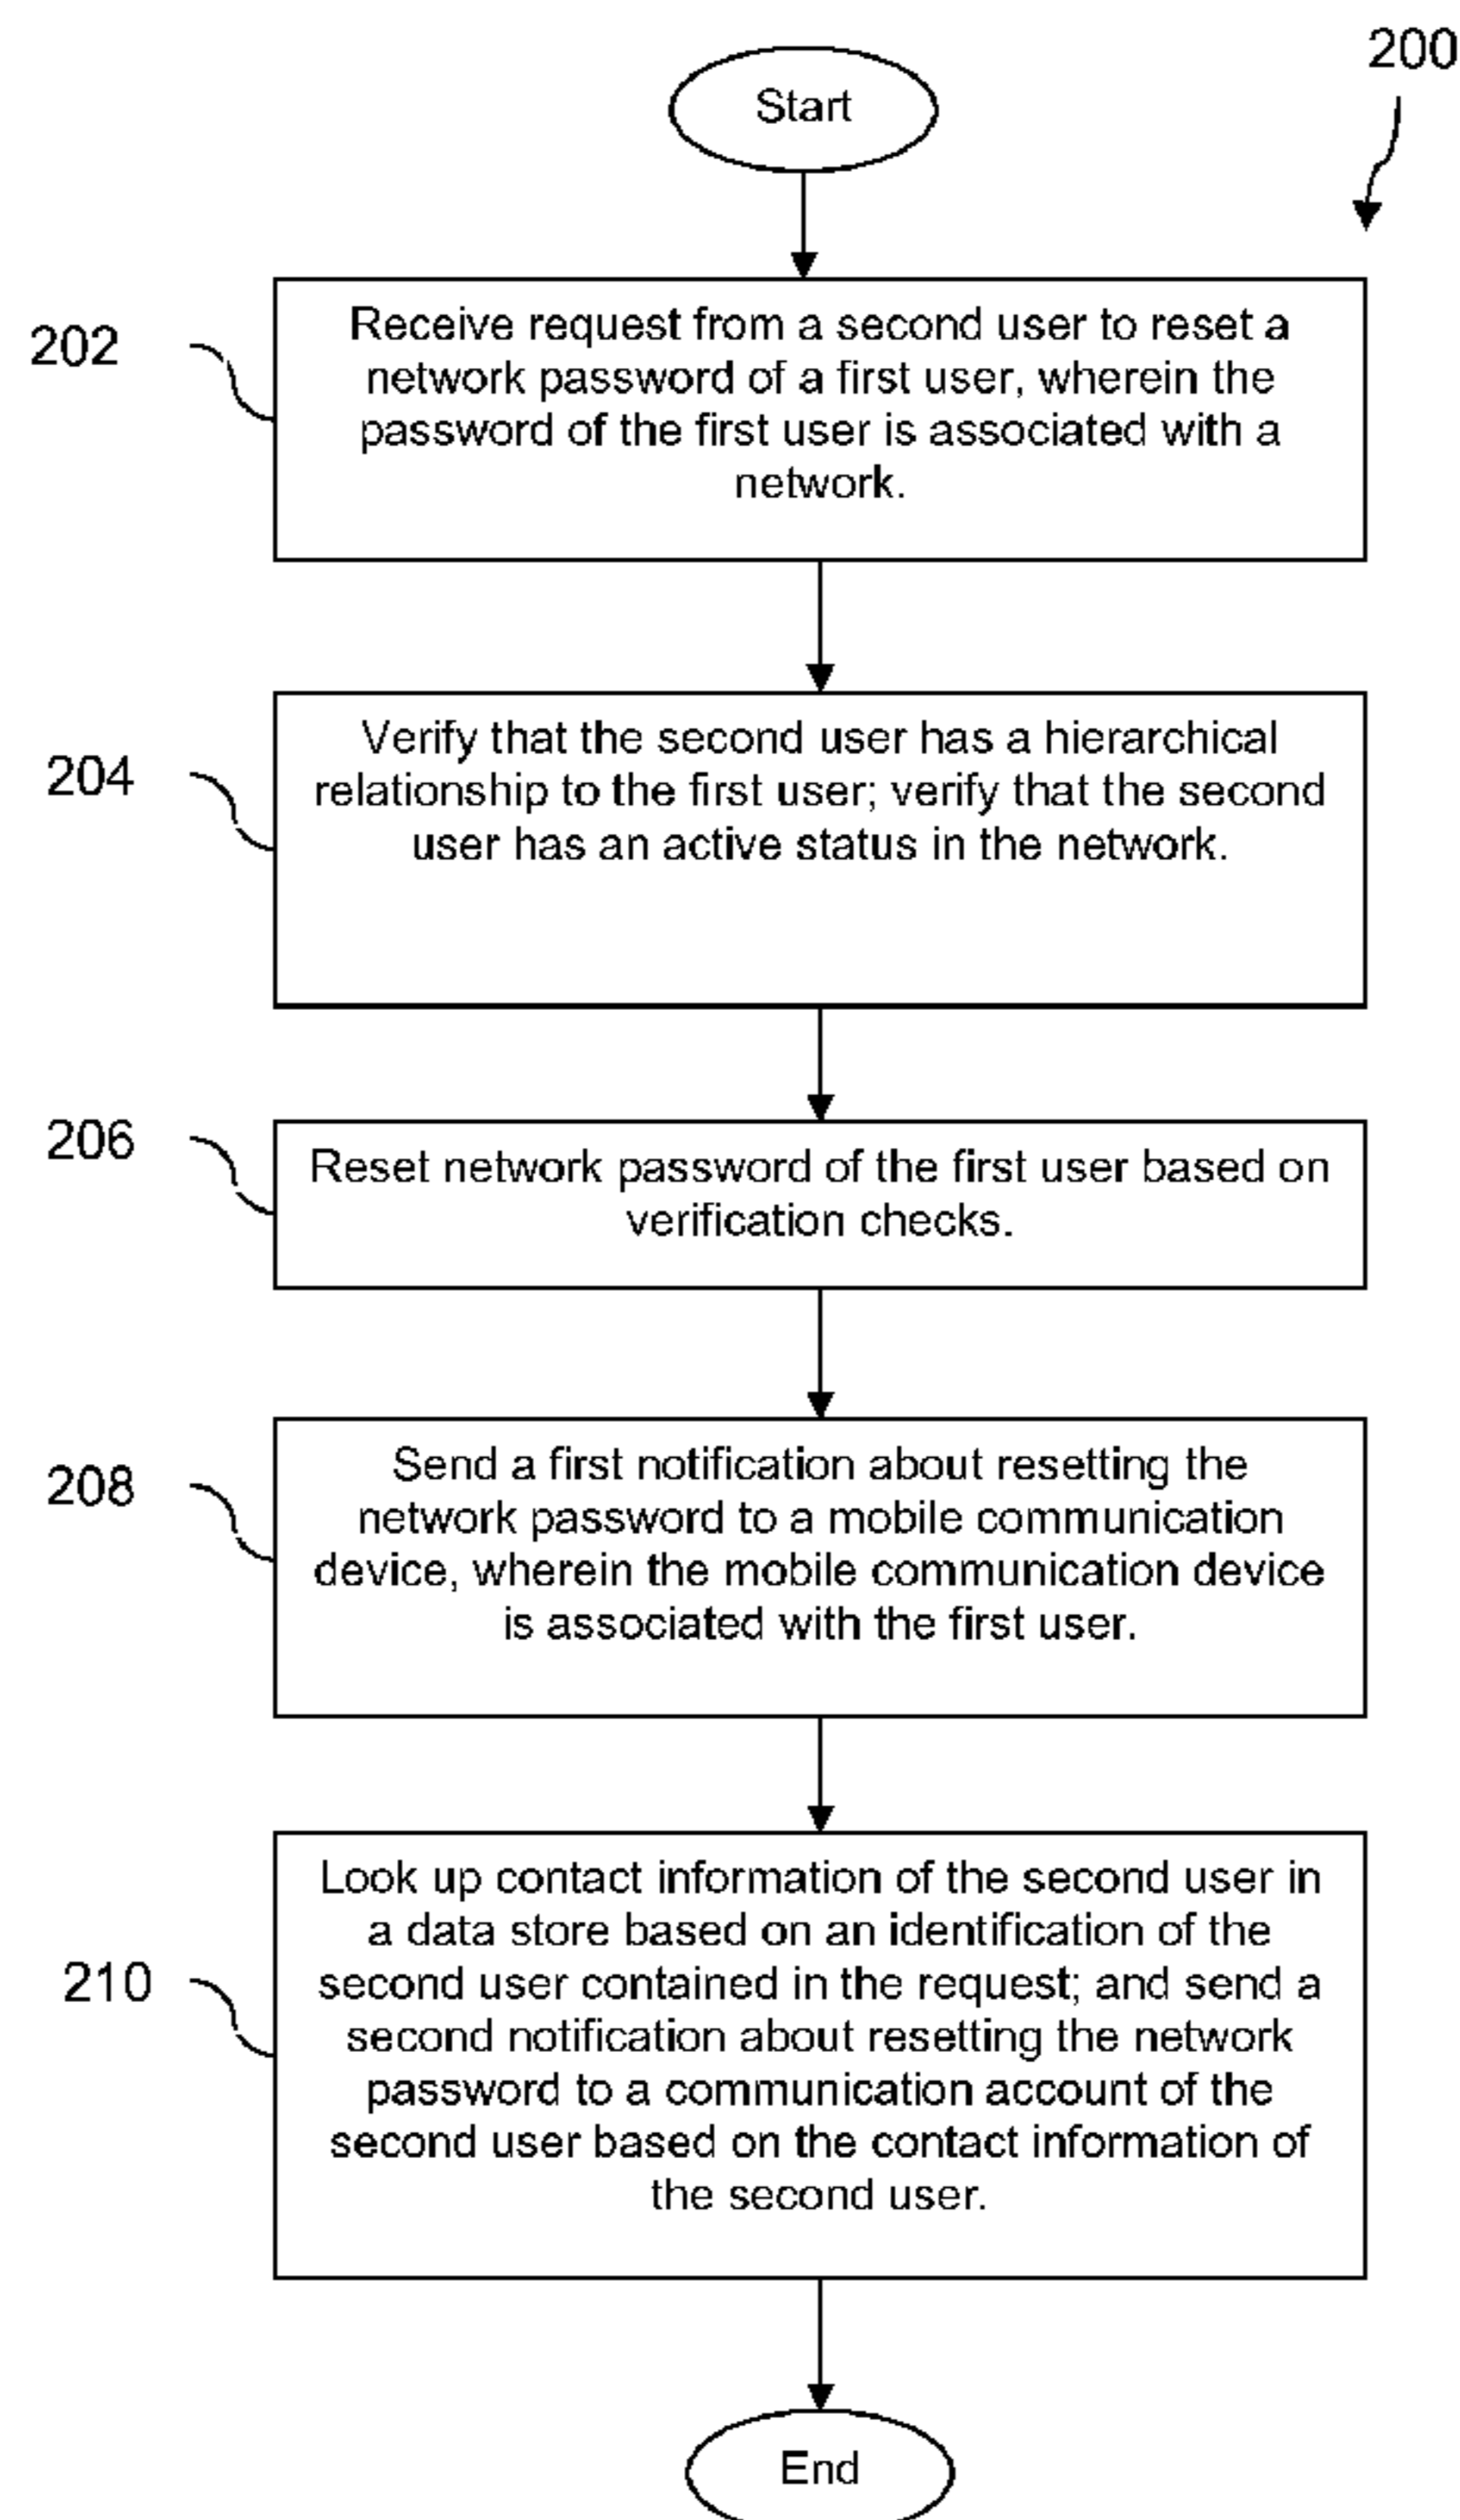 200
Start
202
Receive request from a second user to reset a
network password of a first user, wherein the
password of the first user is associated with a
network.
204
Verify that the second user has a hierarchical
relationship to the first user; verify that the second
user has an active status in the network.
206
Reset network password of the first user based on
verification checks.
208
Send a first notification about resetting the
network password to a mobile communication
device, wherein the mobile communication device
is associated with the first user.
210
Look up contact information of the second user in
a data store based on an identification of the
second user contained in the request; and send a
second notification about resetting the network
password to a communication account of the
second user based on the contact information of
the second user.
End